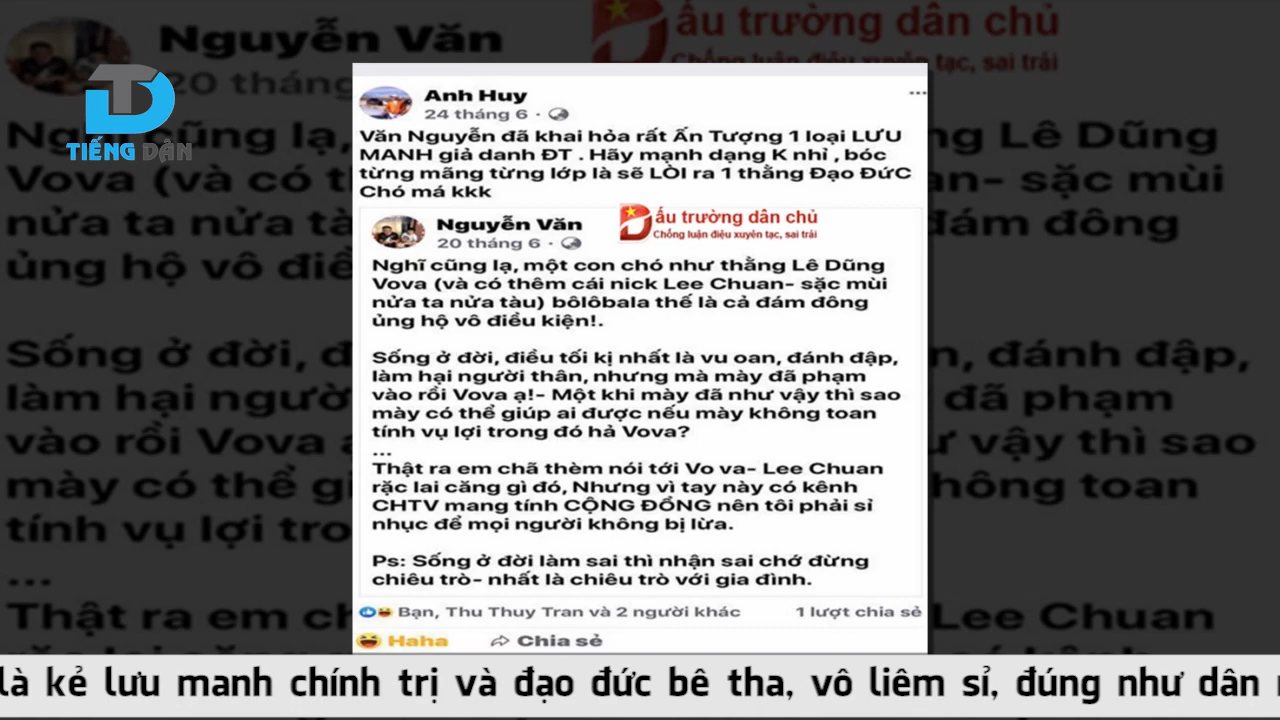 Nguyễn Văn
20 tháng
ấu trường dân chủ
TIẾNG DÂN
Anh Huy
24 tháng 6 ·
Văn Nguyễn đã khai hỏa rất Ấn Tượng 1 loại LƯU
MANH giả danh ĐT . Hãy mạnh dạng K nhỉ , bóc
từng mãng từng lớp là sẽ LÒI ra 1 thằng Đạo ĐứC
Chó má kkk
Nguyễn Văn
20 tháng 6 ·
ấu trường dân chủ
Chống luận điệu xuyên tạc, sai trái
Nghĩ cũng lạ, một con chó như thằng Lê Dũng
Vova (và có thêm cái nick Lee Chuan- sặc mùi
nửa ta nửa tàu) bôlôbala thế là cả đám đông
ủng hộ vô điều kiện!.
Sống ở đời, điều tối kị nhất là vu oan, đánh đập,
làm hại người thân, nhưng mà mày đã phạm
vào rồi Vova ạ!- Một khi mày đã như vậy thì sao
mày có thể giúp ai được nếu mày không toan
tính vụ lợi trong đó hả Vova?
...
Thật ra em chã thèm nói tới Vo va- Lee Chuan
rặc lai căng gì đó, Nhưng vì tay này có kênh
CHTV mang tính CỘNG ĐỒNG nên tôi phải sỉ
nhục để mọi người không bị lừa.
Ps: Sống ở đời làm sai thì nhận sai chớ đừng
chiêu trò- nhất là chiêu trò với gia đình.
Bạn, Thu Thuy Tran và 2 người khác
1 lượt chia sẻ
Haha
Chia sẻ
là kẻ lưu manh chính trị và đạo đức bê tha, vô liêm sỉ, đúng như dân